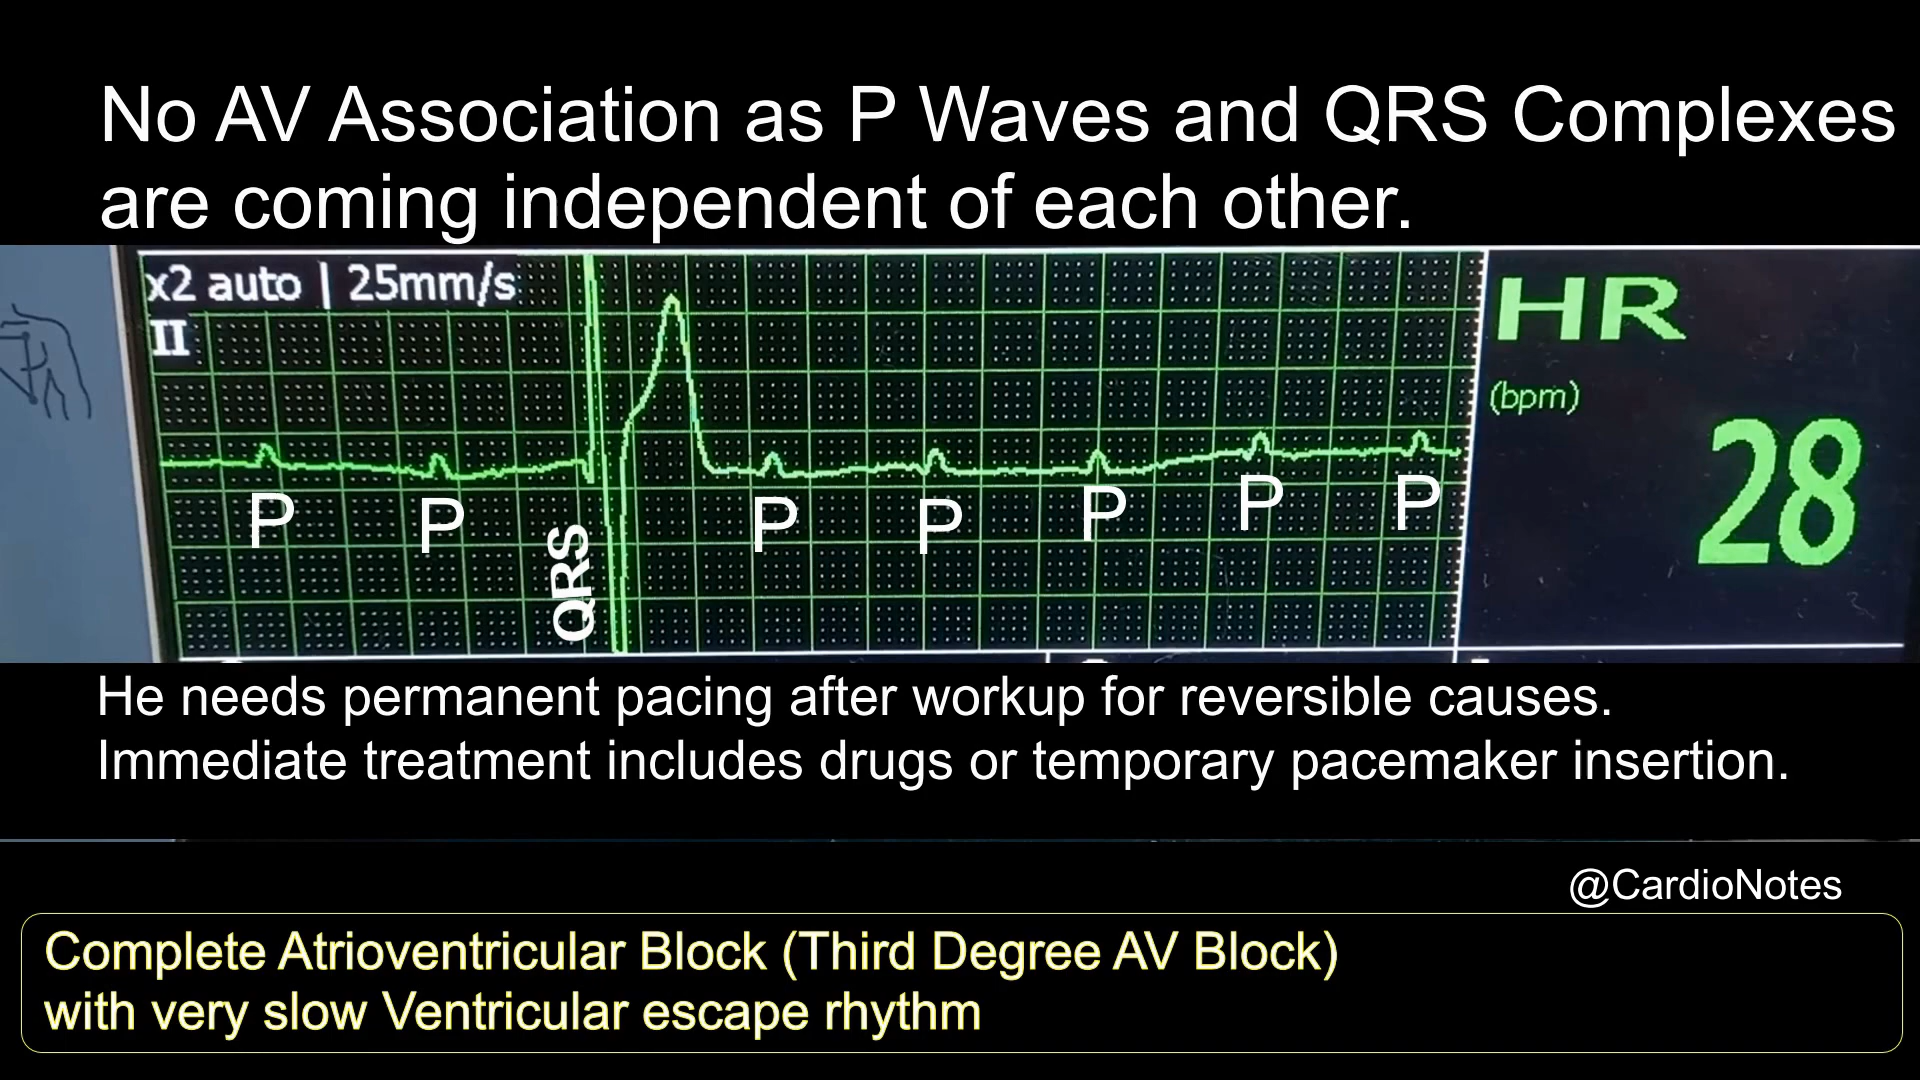 No AV Association as P Waves and QRS Complexes
are coming independent of each other.
x2 auto | 25mm/s
II
HR
(bpm)
28
P P QRS P P P P P
He needs permanent pacing after workup for reversible causes.
Immediate treatment includes drugs or temporary pacemaker insertion.
@CardioNotes
Complete Atrioventricular Block (Third Degree AV Block)
with very slow Ventricular escape rhythm